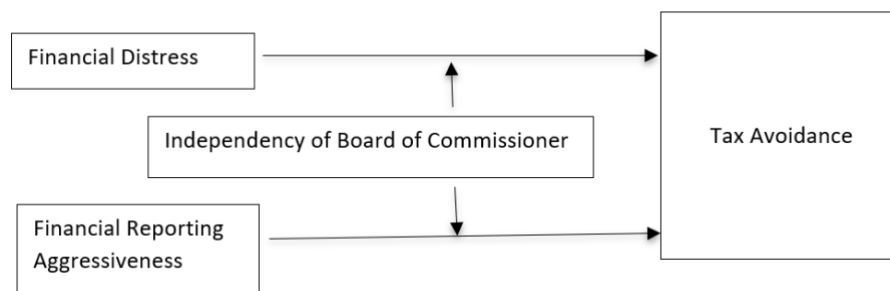 Financial Distress
Independency of Board of Commissioner
Tax Avoidance
Financial Reporting
Aggressiveness